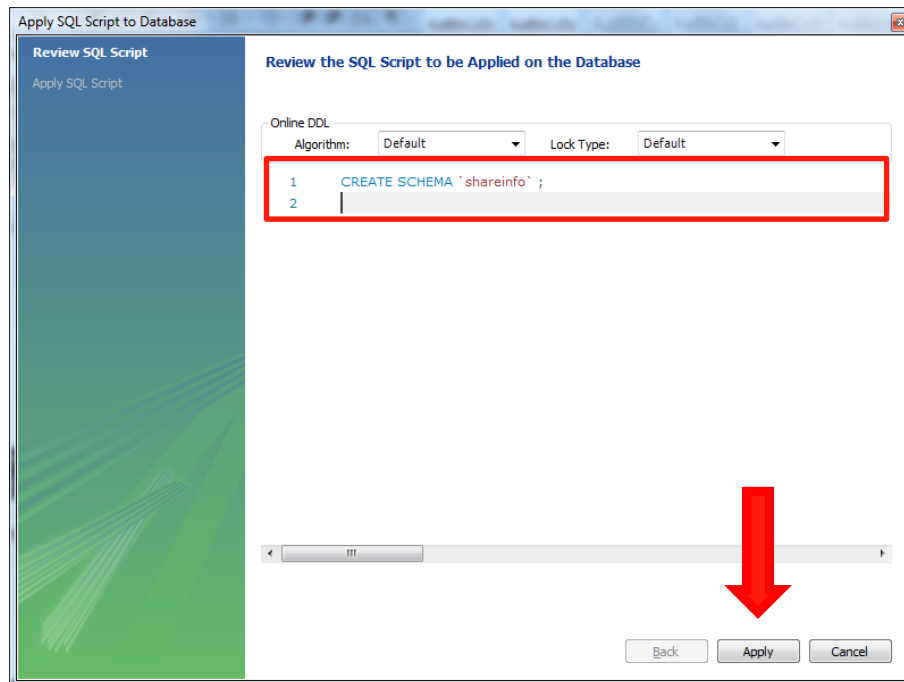 Apply SQL Script to Database
Review SQL Script
Apply SQL Script
Review the SQL Script to be Applied on the Database
Online DDL
Algorithm: Default Lock Type: Default
1 CREATE SCHEMA `shareinfo` ;
2
Back Apply Cancel